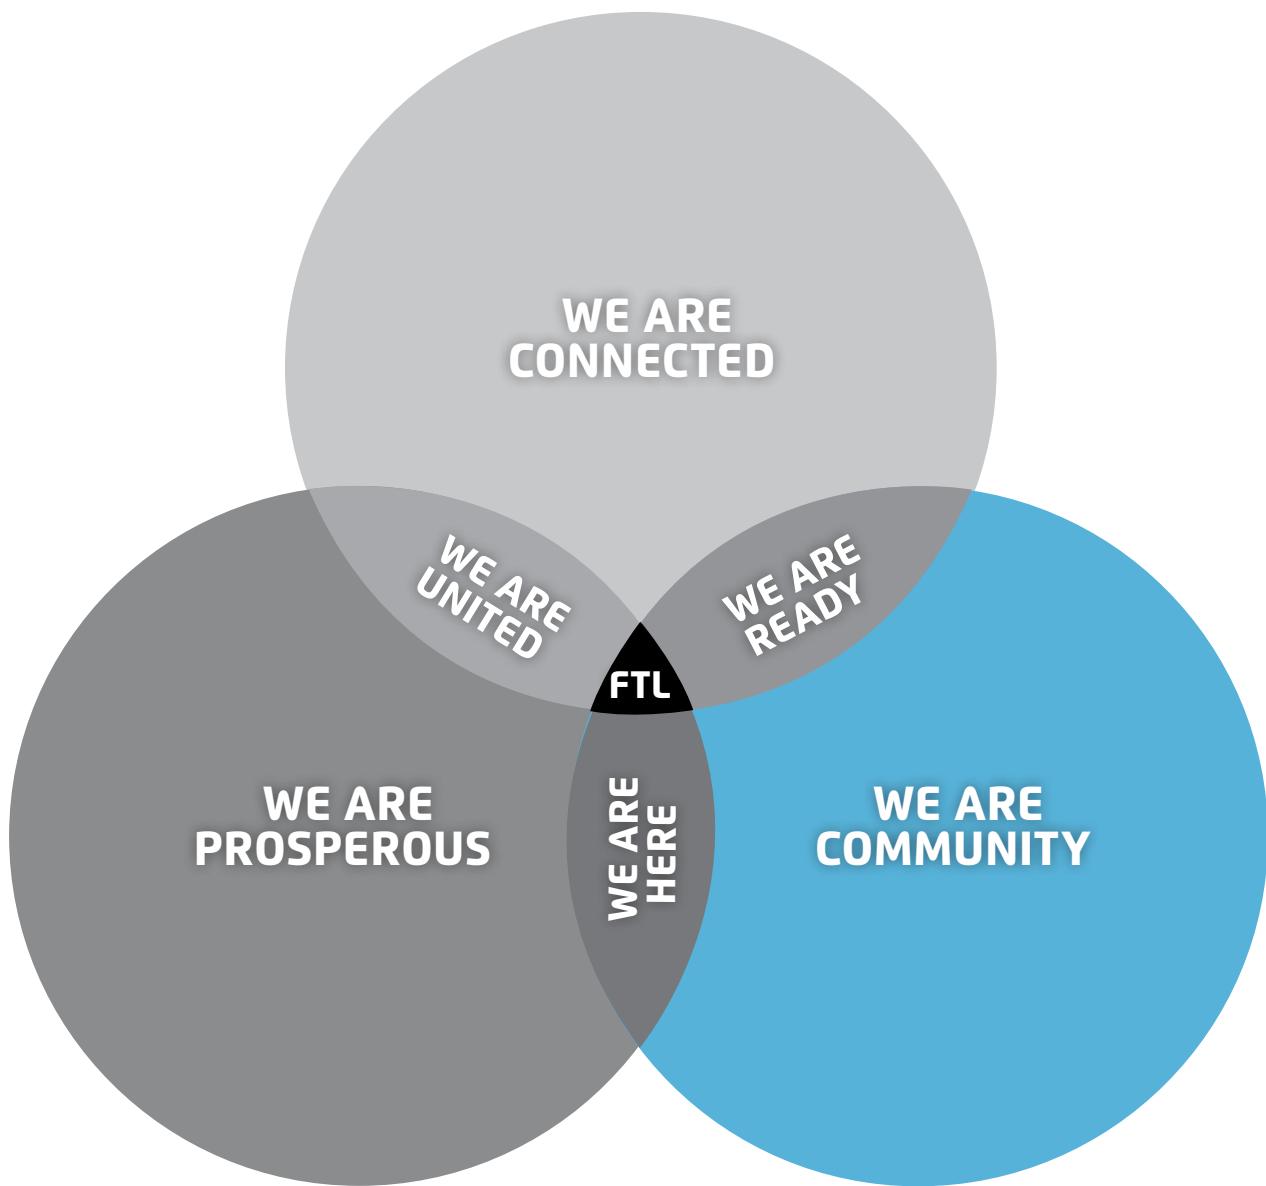 WE ARE
CONNECTED
WE ARE
UNITED
WE ARE
READY
FTL
WE ARE
PROSPEROUS
WE ARE
HERE
WE ARE
COMMUNITY